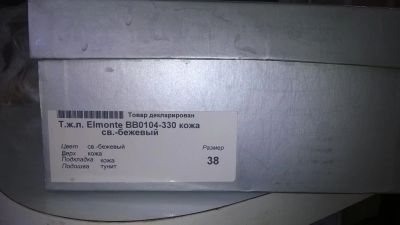 Товар декларирован
Т.ж.л. Elmonte BB0104-330 кожа
св.-бежевый
Цвет св -бежевый Размер
Верх кожа
Подкладка кожа 38
Подошва тунит